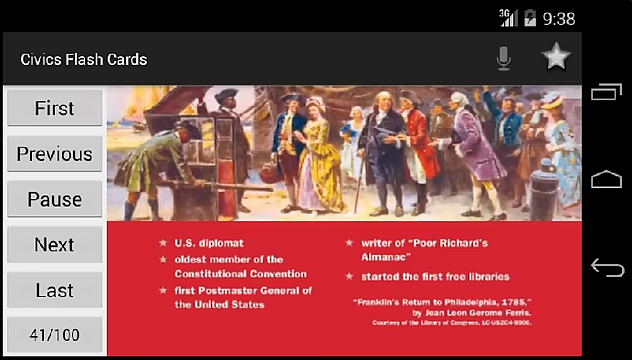 3G 9:38
Civics Flash Cards
First
Previous
Pause
Next
Last
41/100
★ U.S. diplomat
★ oldest member of the
Constitutional Convention
★ first Postmaster General of
the United States
★ writer of “Poor Richard’s
Almanac”
★ started the first free libraries
“Franklin’s Return to Philadelphia, 1785,”
by Jean Leon Gerome Ferris.
Courtesy of the Library of Congress, LC-USZC4-9906.